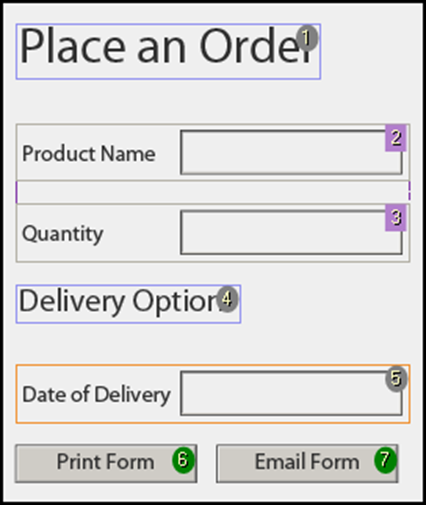 Place an Order 1
Product Name 2
Quantity 3
Delivery Option 4
Date of Delivery 5
Print Form 6 Email Form 7